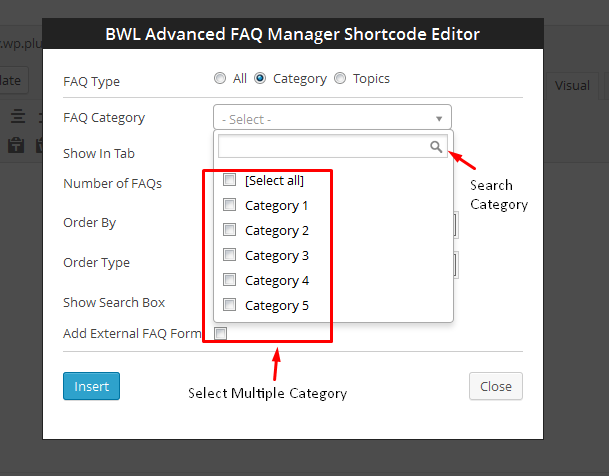 BWL Advanced FAQ Manager Shortcode Editor
.wp.plu
FAQ Type All Category Topics
Visual
FAQ Category - Select -
Show In Tab
[Select all]
Search
Category
Number of FAQs
Category 1
Order By
Category 2
Category 3
Order Type
Category 4
Show Search Box
Category 5
Add External FAQ Form
Insert
Select Multiple Category
Close